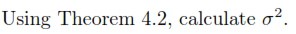 Using Theorem 4.2, calculate σ².